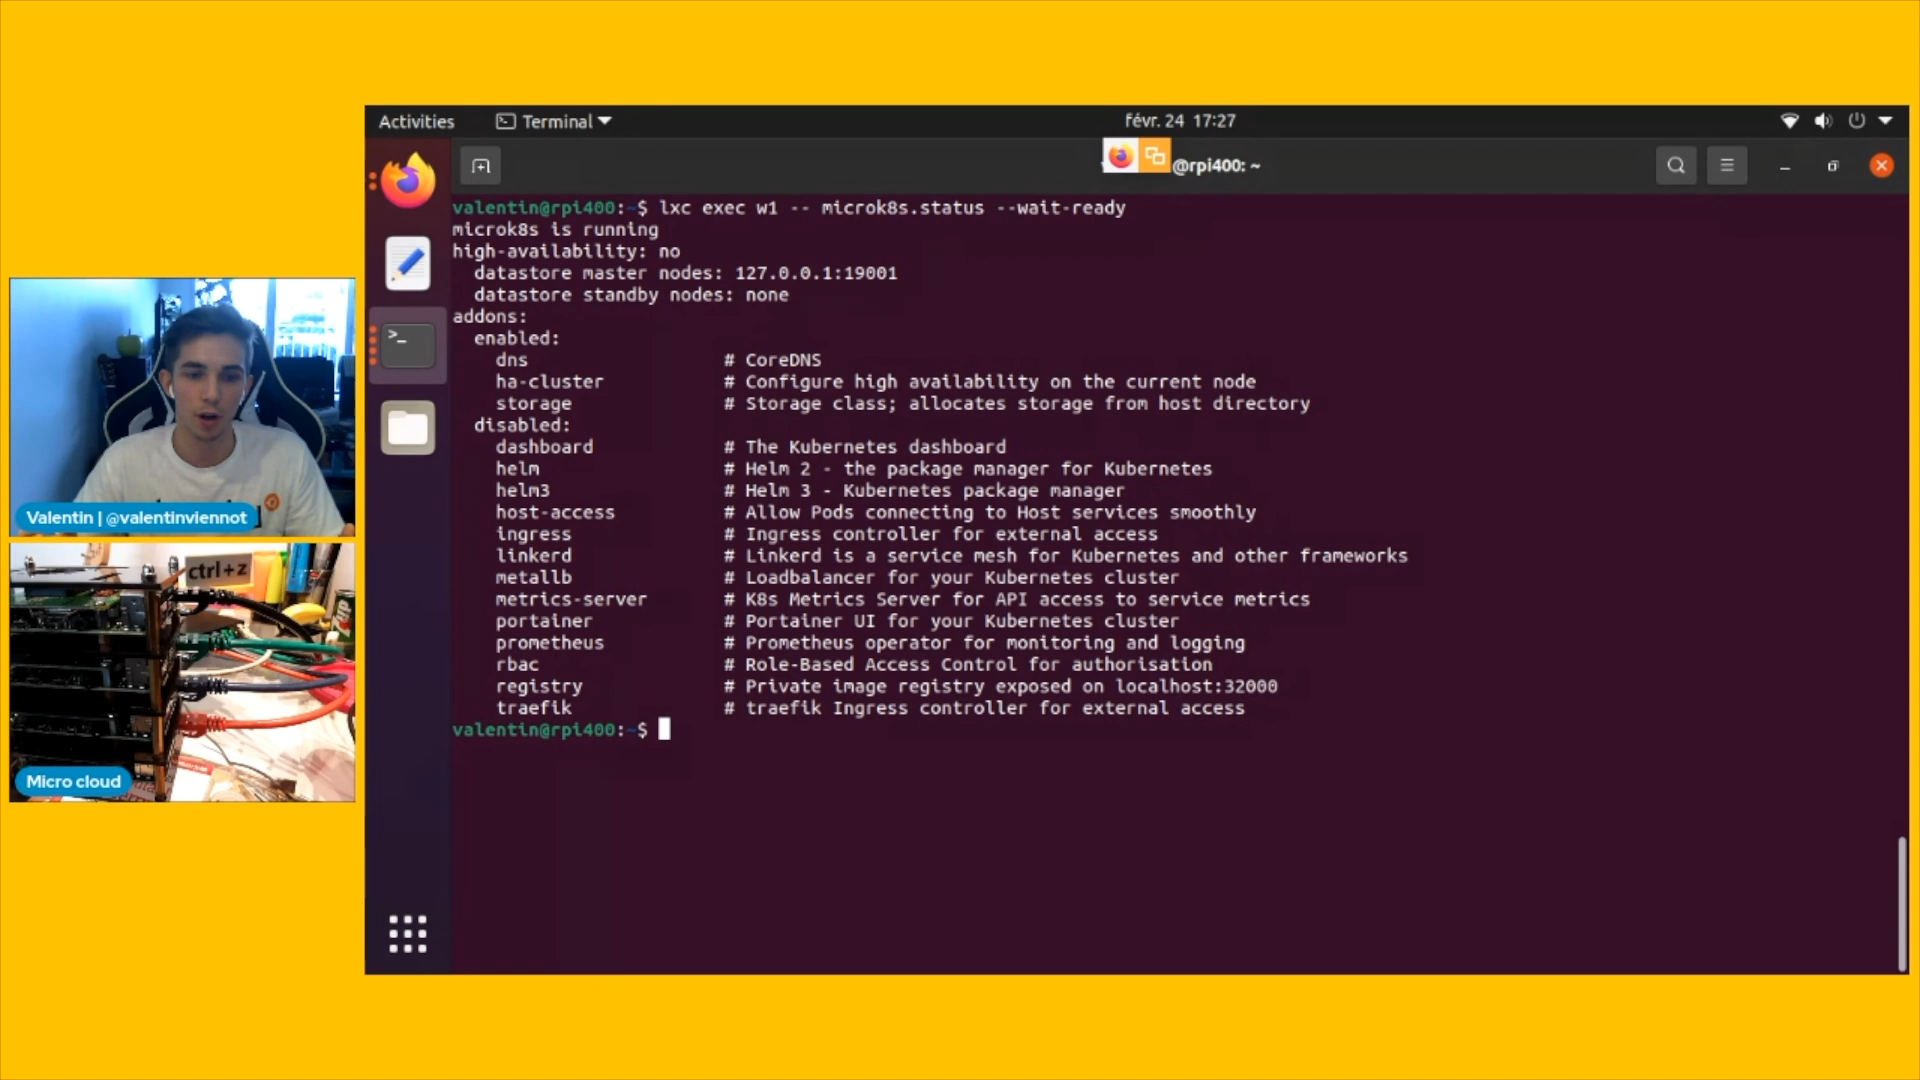 Activities
Terminal
févr. 24 17:27
@rpi400: ~
valentin@rpi400:~$ lxc exec w1 -- microk8s.status --wait-ready
microk8s is running
high-availability: no
datastore master nodes: 127.0.0.1:19001
datastore standby nodes: none
addons:
enabled:
dns # CoreDNS
ha-cluster # Configure high availability on the current node
storage # Storage class; allocates storage from host directory
disabled:
dashboard # The Kubernetes dashboard
helm # Helm 2 - the package manager for Kubernetes
helm3 # Helm 3 - Kubernetes package manager
host-access # Allow Pods connecting to Host services smoothly
ingress # Ingress controller for external access
linkerd # Linkerd is a service mesh for Kubernetes and other frameworks
metallb # Loadbalancer for your Kubernetes cluster
metrics-server # K8s Metrics Server for API access to service metrics
portainer # Portainer UI for your Kubernetes cluster
prometheus # Prometheus operator for monitoring and logging
rbac # Role-Based Access Control for authorisation
registry # Private image registry exposed on localhost:32000
traefik # traefik Ingress controller for external access
valentin@rpi400:~$
Valentin | @valentinviennot
ctrl+z
Micro cloud